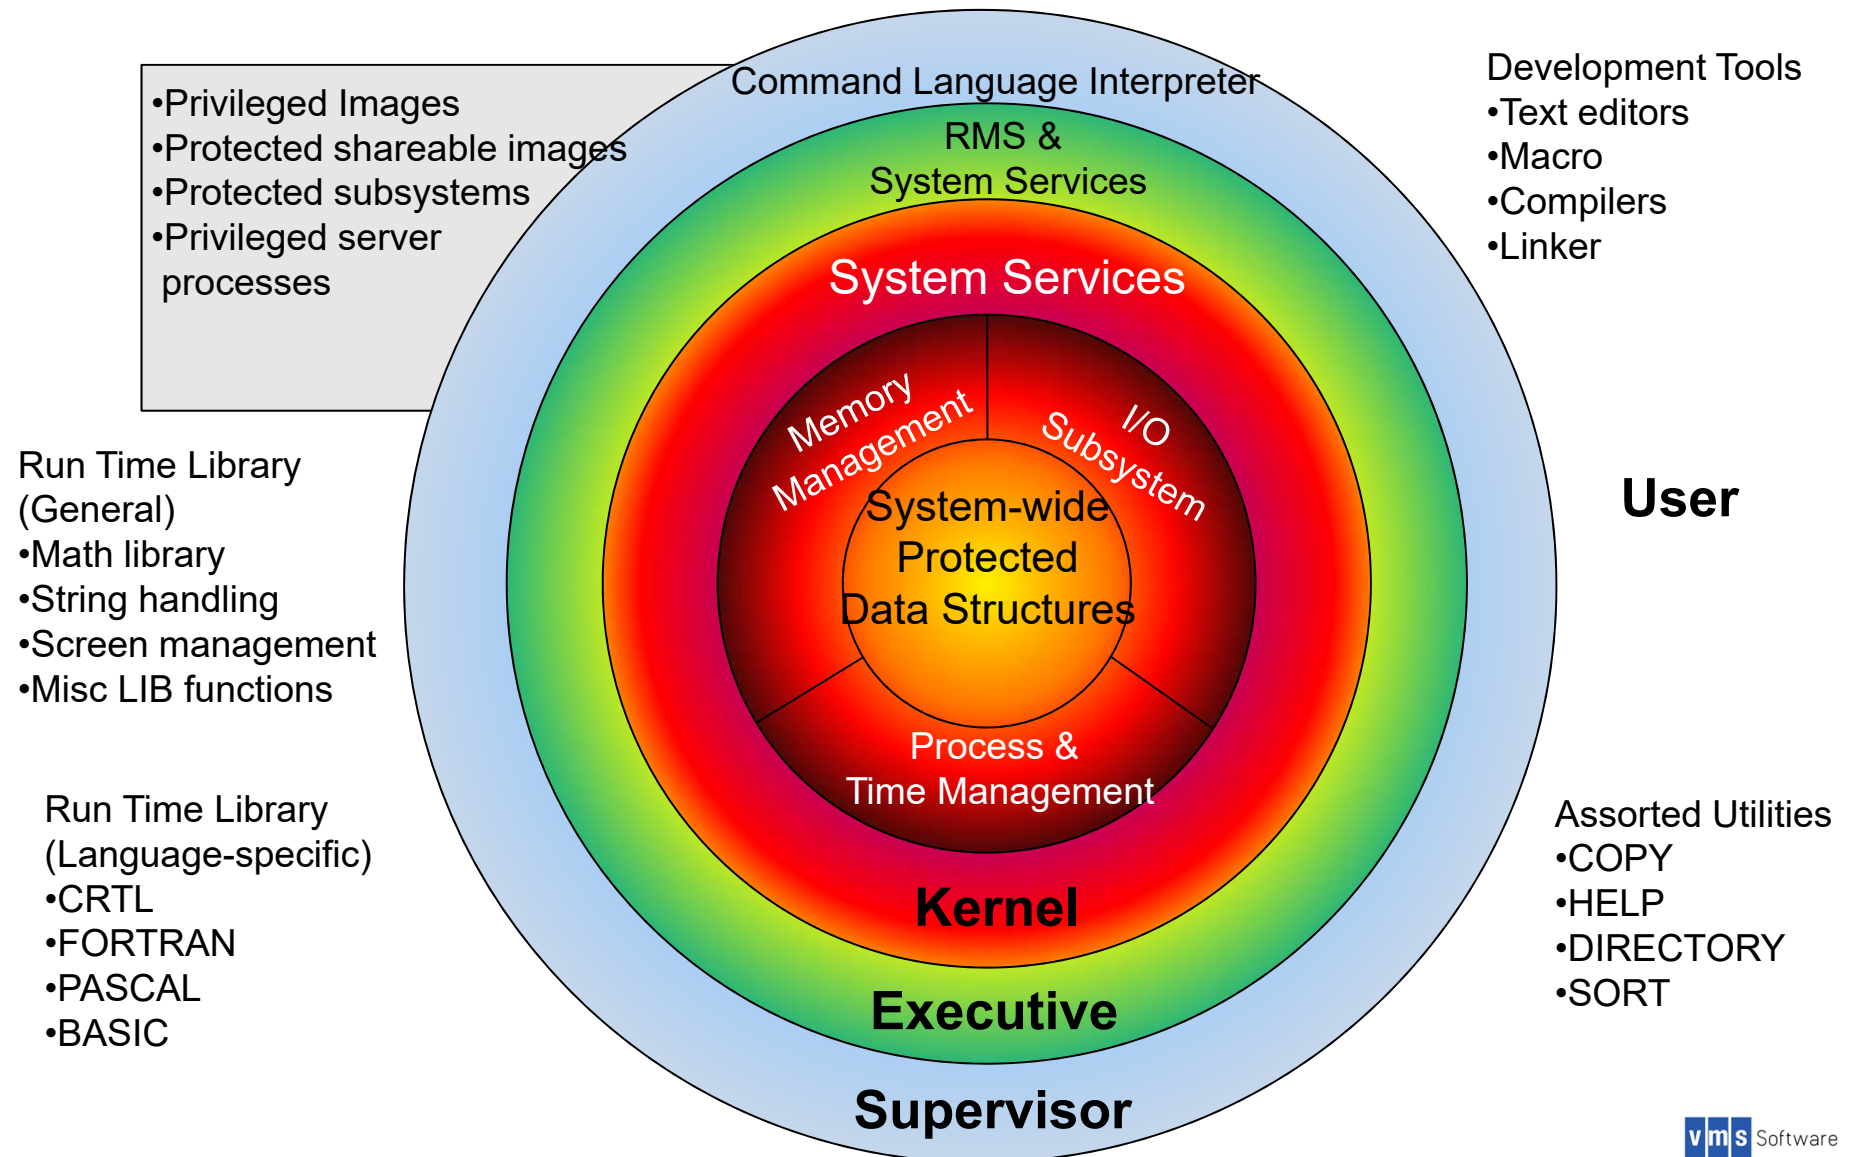 Command Language Interpreter
•Privileged Images
•Protected shareable images
•Protected subsystems
•Privileged server
processes
RMS &
System Services
System Services
Memory
Management
I/O
Subsystem
System-wide
Protected
Data Structures
Process &
Time Management
Kernel
Executive
Supervisor
Run Time Library
(General)
•Math library
•String handling
•Screen management
•Misc LIB functions
Run Time Library
(Language-specific)
•CRTL
•FORTRAN
•PASCAL
•BASIC
Development Tools
•Text editors
•Macro
•Compilers
•Linker
User
Assorted Utilities
•COPY
•HELP
•DIRECTORY
•SORT
vms Software